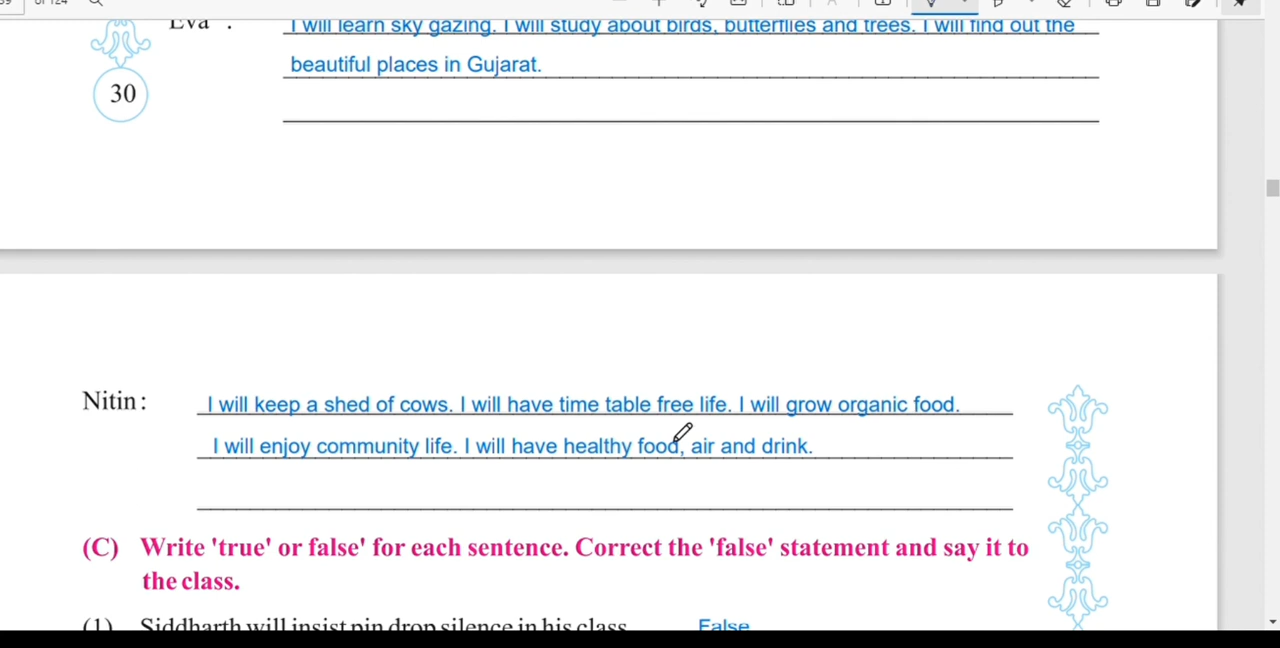 of 124
Eva :
I will learn sky gazing. I will study about birds, butterflies and trees. I will find out the
beautiful places in Gujarat.
30
Nitin : I will keep a shed of cows. I will have time table free life. I will grow organic food.
I will enjoy community life. I will have healthy food, air and drink.
(C) Write 'true' or false' for each sentence. Correct the 'false' statement and say it to
the class.
(1) Siddharth will insist pin drop silence in his class. False